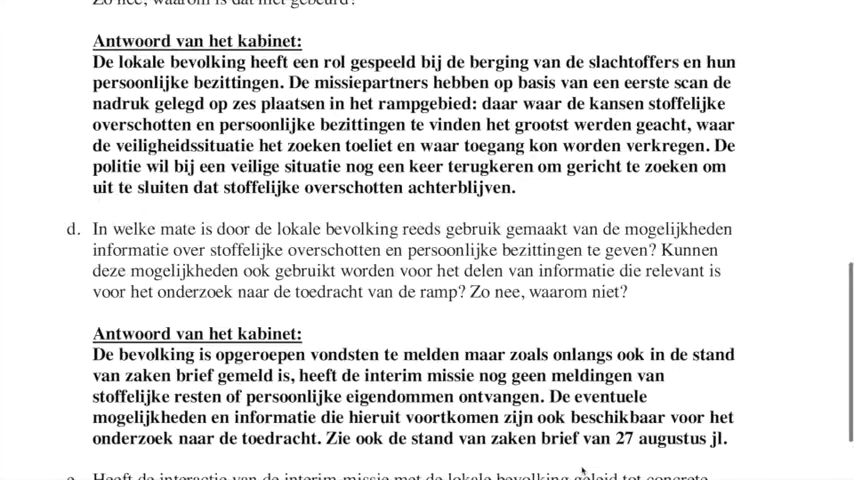 Zo nee, waarom is dat niet gebeurd?
Antwoord van het kabinet:
De lokale bevolking heeft een rol gespeeld bij de berging van de slachtoffers en hun
persoonlijke bezittingen. De missiepartners hebben op basis van een eerste scan de
nadruk gelegd op zes plaatsen in het rampgebied: daar waar de kansen stoffelijke
overschotten en persoonlijke bezittingen te vinden het grootst werden geacht, waar
de veiligheidssituatie het zoeken toeliet en waar toegang kon worden verkregen. De
politie wil bij een veilige situatie nog een keer terugkeren om gericht te zoeken om
uit te sluiten dat stoffelijke overschotten achterblijven.
d. In welke mate is door de lokale bevolking reeds gebruik gemaakt van de mogelijkheden
informatie over stoffelijke overschotten en persoonlijke bezittingen te geven? Kunnen
deze mogelijkheden ook gebruikt worden voor het delen van informatie die relevant is
voor het onderzoek naar de toedracht van de ramp? Zo nee, waarom niet?
Antwoord van het kabinet:
De bevolking is opgeroepen vondsten te melden maar zoals onlangs ook in de stand
van zaken brief gemeld is, heeft de interim missie nog geen meldingen van
stoffelijke resten of persoonlijke eigendommen ontvangen. De eventuele
mogelijkheden en informatie die hieruit voortkomen zijn ook beschikbaar voor het
onderzoek naar de toedracht. Zie ook de stand van zaken brief van 27 augustus jl.
e. Heeft de interactie van de interim missie met de lokale bevolking geleid tot concrete